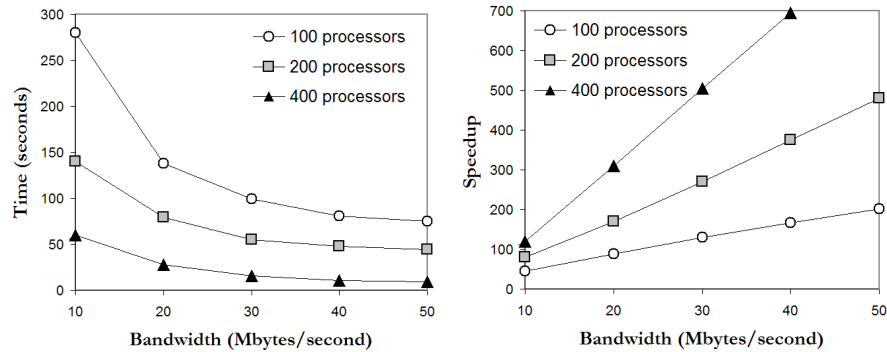 300
250
200
150
100
50
0
Time (seconds)
100 processors
200 processors
400 processors
10 20 30 40 50
Bandwidth (Mbytes/second)
700
600
500
400
300
200
100
0
Speedup
100 processors
200 processors
400 processors
10 20 30 40 50
Bandwidth (Mbytes/second)